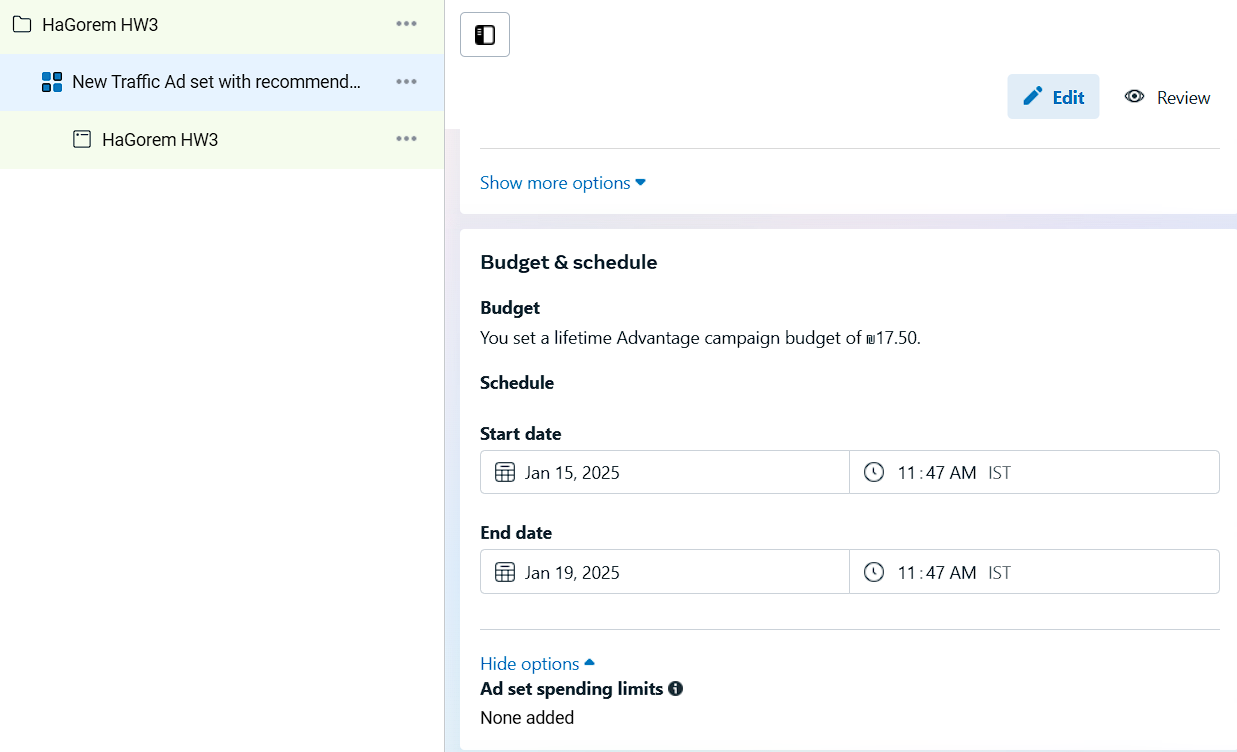 HaGorem HW3
New Traffic Ad set with recommend...
HaGorem HW3
Edit
Review
Show more options
Budget & schedule
Budget
You set a lifetime Advantage campaign budget of ₪17.50.
Schedule
Start date
Jan 15, 2025
11:47 AM IST
End date
Jan 19, 2025
11:47 AM IST
Hide options
Ad set spending limits
None added